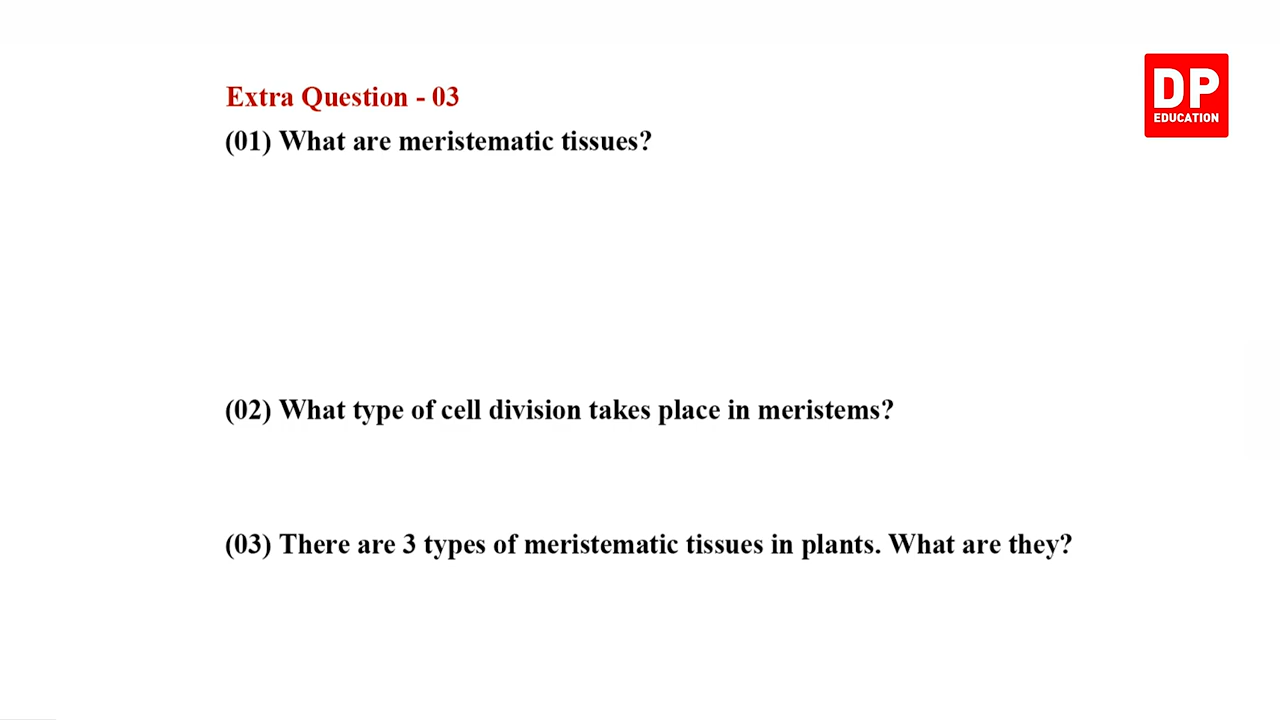 DP
EDUCATION
Extra Question - 03
(01) What are meristematic tissues?
(02) What type of cell division takes place in meristems?
(03) There are 3 types of meristematic tissues in plants. What are they?